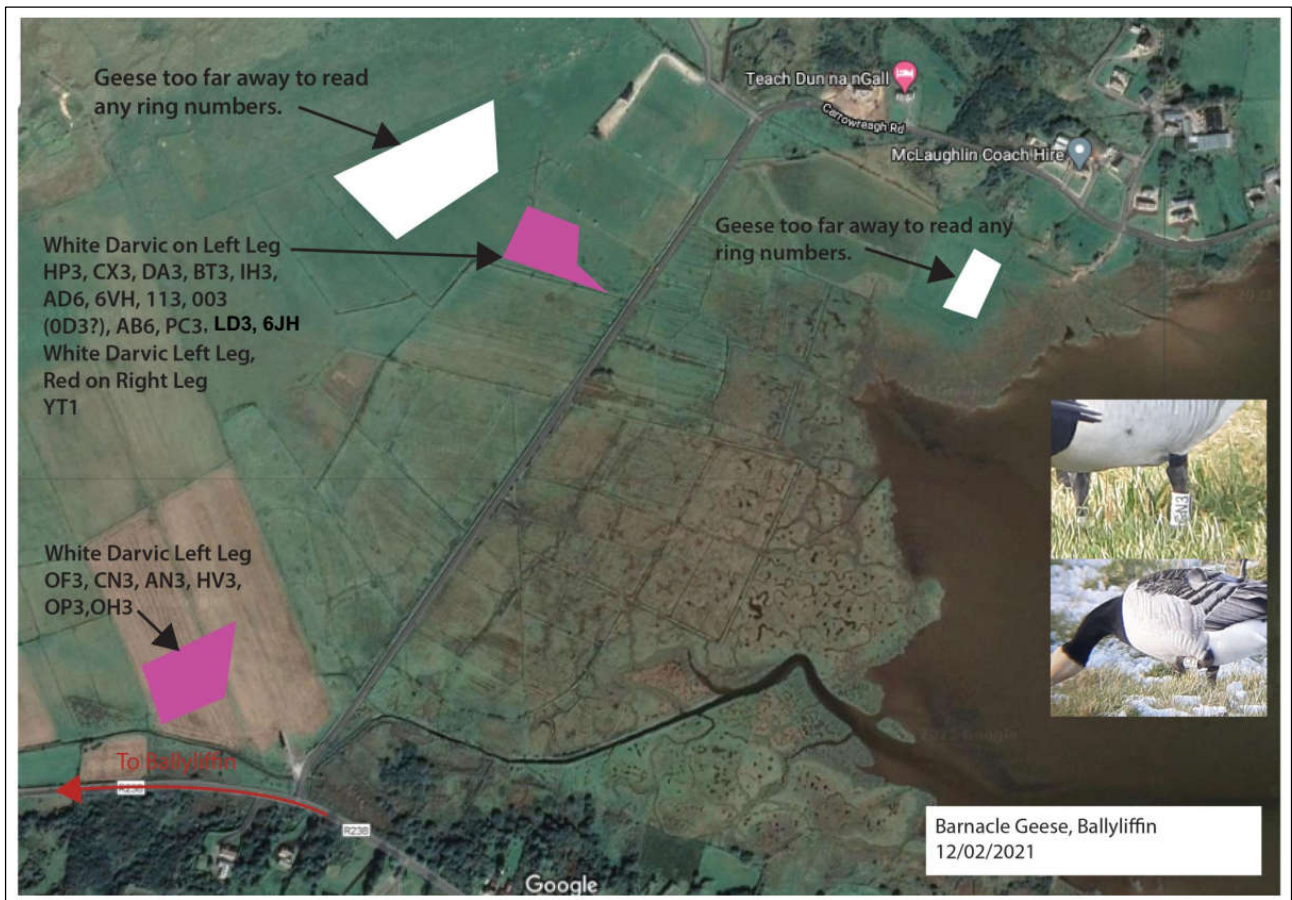 Geese too far away to read
any ring numbers.
Teach Dun na nGall
Carrowreagh Rd
McLaughlin Coach Hire
Geese too far away to read any
ring numbers.
White Darvic on Left Leg
HP3, CX3, DA3, BT3, IH3,
AD6, 6VH, 113, 003
(0D3?), AB6, PC3, LD3, 6JH
White Darvic Left Leg,
Red on Right Leg
YT1
White Darvic Left Leg
OF3, CN3, AN3, HV3,
OP3,OH3
To Ballyliffin
R238
R238
Barnacle Geese, Ballyliffin
12/02/2021
Google